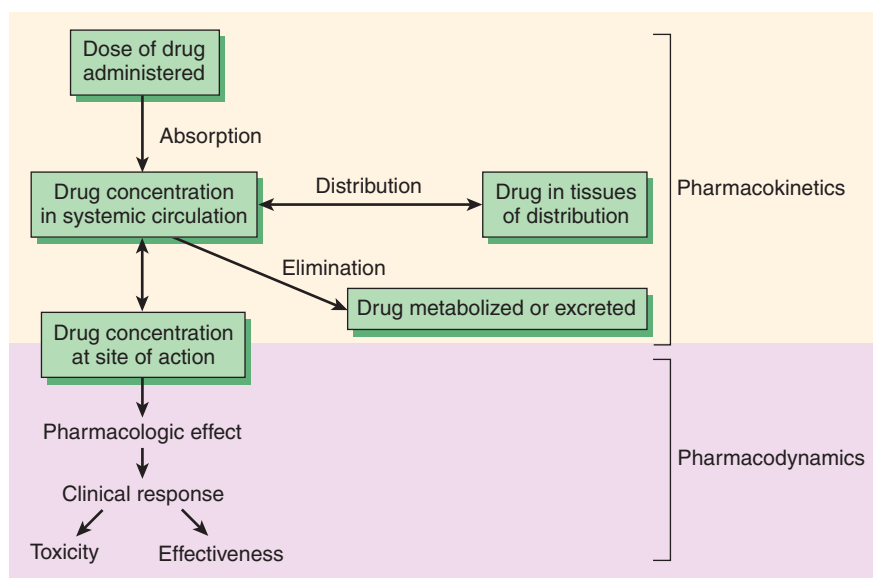 Dose of drug
administered
Absorption
Drug concentration
in systemic circulation
Distribution
Drug in tissues
of distribution
Pharmacokinetics
Elimination
Drug metabolized or excreted
Drug concentration
at site of action
Pharmacologic effect
Pharmacodynamics
Clinical response
Toxicity
Effectiveness